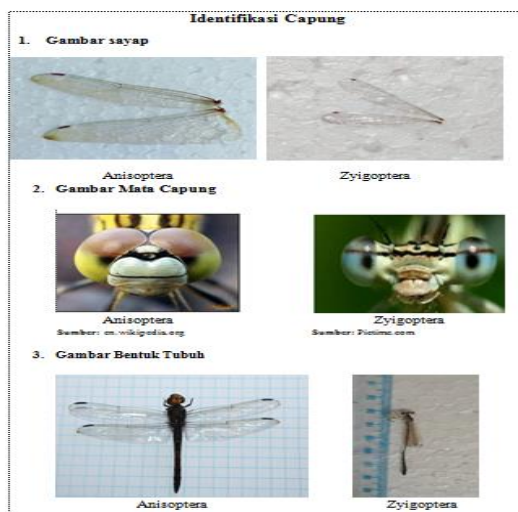 Identifikasi Capung
1. Gambar sayap
Anisoptera Zyigoptera
2. Gambar Mata Capung
Anisoptera Zyigoptera
Sumber: en.wikipedia.org Sumber: Pictime.com
3. Gambar Bentuk Tubuh
Anisoptera Zyigoptera